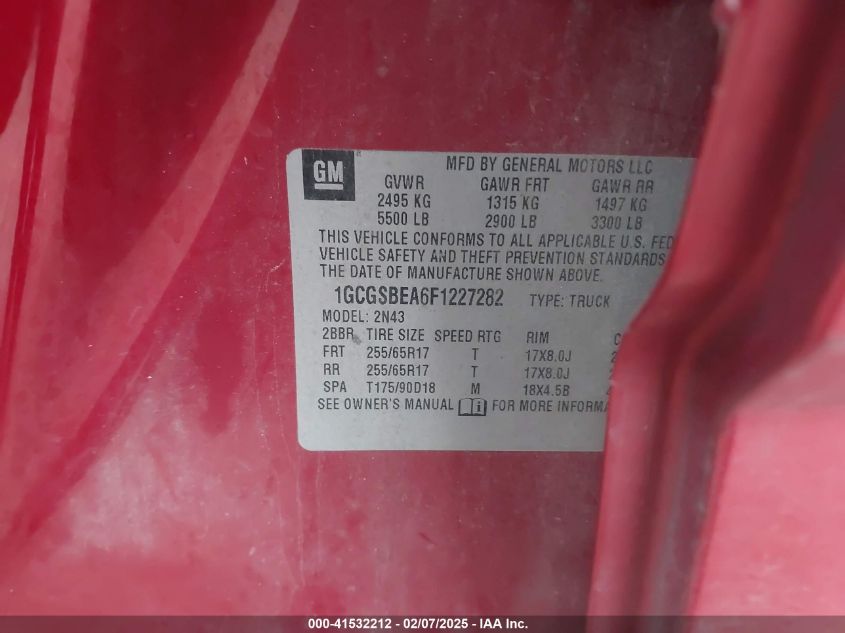 GM
MFD BY GENERAL MOTORS LLC
GVWR GAWR FRT GAWR RR
2495 KG 1315 KG 1497 KG
5500 LB 2900 LB 3300 LB
THIS VEHICLE CONFORMS TO ALL APPLICABLE U.S. FED
VEHICLE SAFETY AND THEFT PREVENTION STANDARDS
THE DATE OF MANUFACTURE SHOWN ABOVE.
1GCGSBEA6F1227282 TYPE: TRUCK
MODEL: 2N43
2BBR TIRE SIZE SPEED RTG RIM C
FRT 255/65R17 T 17X8.0J
RR 255/65R17 T 17X8.0J
SPA T175/90D18 M 18X4.5B
SEE OWNER'S MANUAL FOR MORE INFORMA
000-41532212 - 02/07/2025 - IAA Inc.